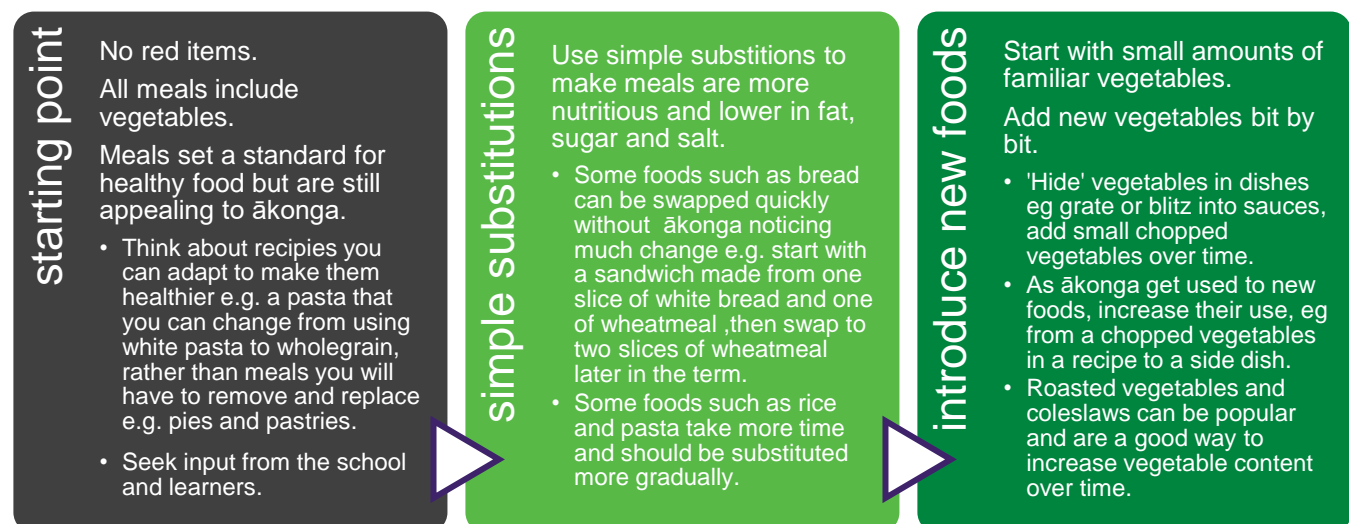 starting point
No red items.
All meals include
vegetables.
Meals set a standard for
healthy food but are still
appealing to ākonga.
• Think about recipies you
can adapt to make them
healthier e.g. a pasta that
you can change from using
white pasta to wholegrain,
rather than meals you will
have to remove and replace
e.g. pies and pastries.
• Seek input from the school
and learners.
simple substitutions
Use simple substitions to
make meals are more
nutritious and lower in fat,
sugar and salt.
• Some foods such as bread
can be swapped quickly
without ākonga noticing
much change e.g. start with
a sandwich made from one
slice of white bread and one
of wheatmeal ,then swap to
two slices of wheatmeal
later in the term.
• Some foods such as rice
and pasta take more time
and should be substituted
more gradually.
introduce new foods
Start with small amounts of
familiar vegetables.
Add new vegetables bit by
bit.
• 'Hide' vegetables in dishes
eg grate or blitz into sauces,
add small chopped
vegetables over time.
• As ākonga get used to new
foods, increase their use, eg
from a chopped vegetables
in a recipe to a side dish.
• Roasted vegetables and
coleslaws can be popular
and are a good way to
increase vegetable content
over time.